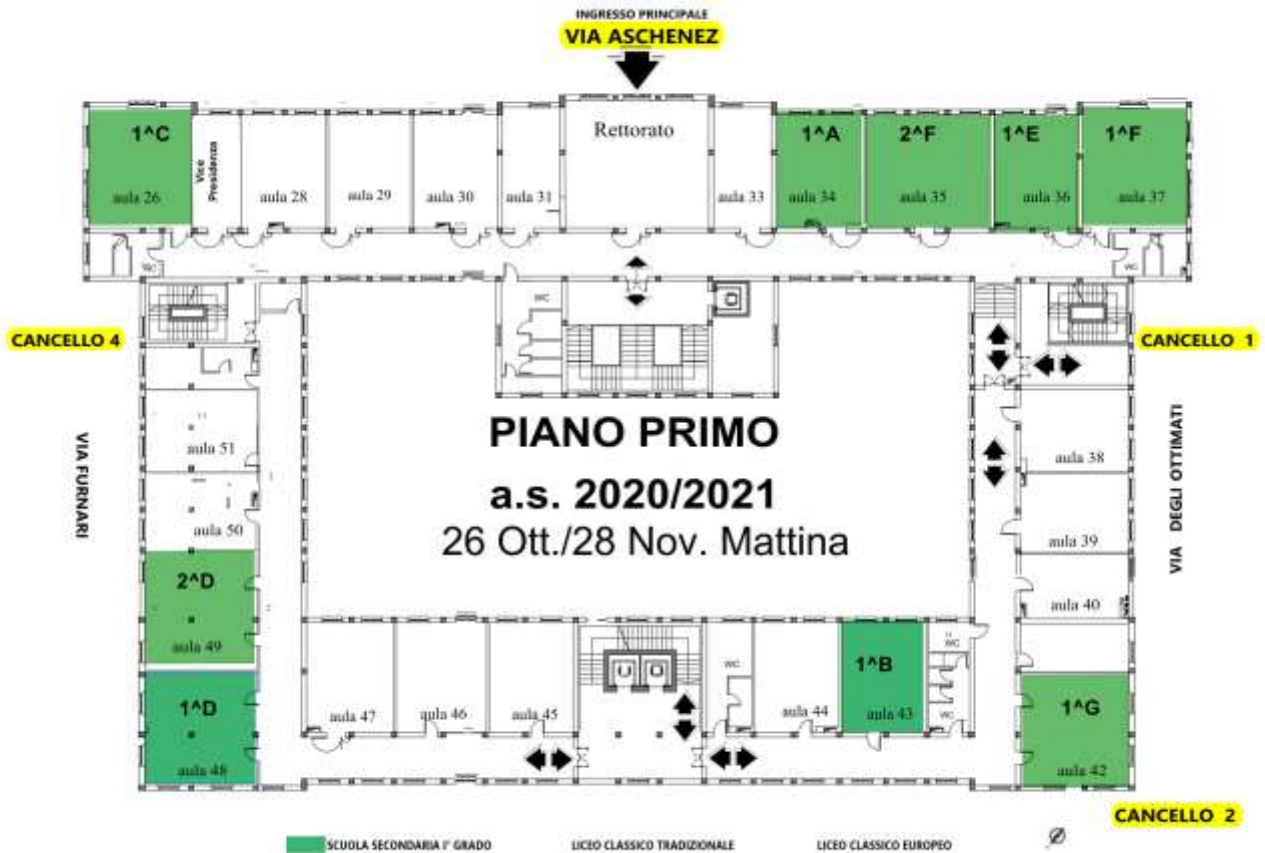 INGRESSO PRINCIPALE
VIA ASCHENEZ
1^C
Vice
Presidenza
Rettorato
1^A
2^F
1^E
1^F
aula 26
aula 28
aula 29
aula 30
aula 31
aula 33
aula 34
aula 35
aula 36
aula 37
WC
WC
WC
CANCELLO 4
CANCELLO 1
VIA FURNARI
VIA DEGLI OTTIMATI
PIANO PRIMO
a.s. 2020/2021
26 Ott./28 Nov. Mattina
aula 51
aula 38
aula 50
aula 39
2^D
aula 40
aula 49
1^B
WC
WC
1^D
1^G
aula 47
aula 46
aula 45
aula 44
aula 43
WC
aula 48
aula 42
CANCELLO 2
SCUOLA SECONDARIA I° GRADO
LICEO CLASSICO TRADIZIONALE
LICEO CLASSICO EUROPEO